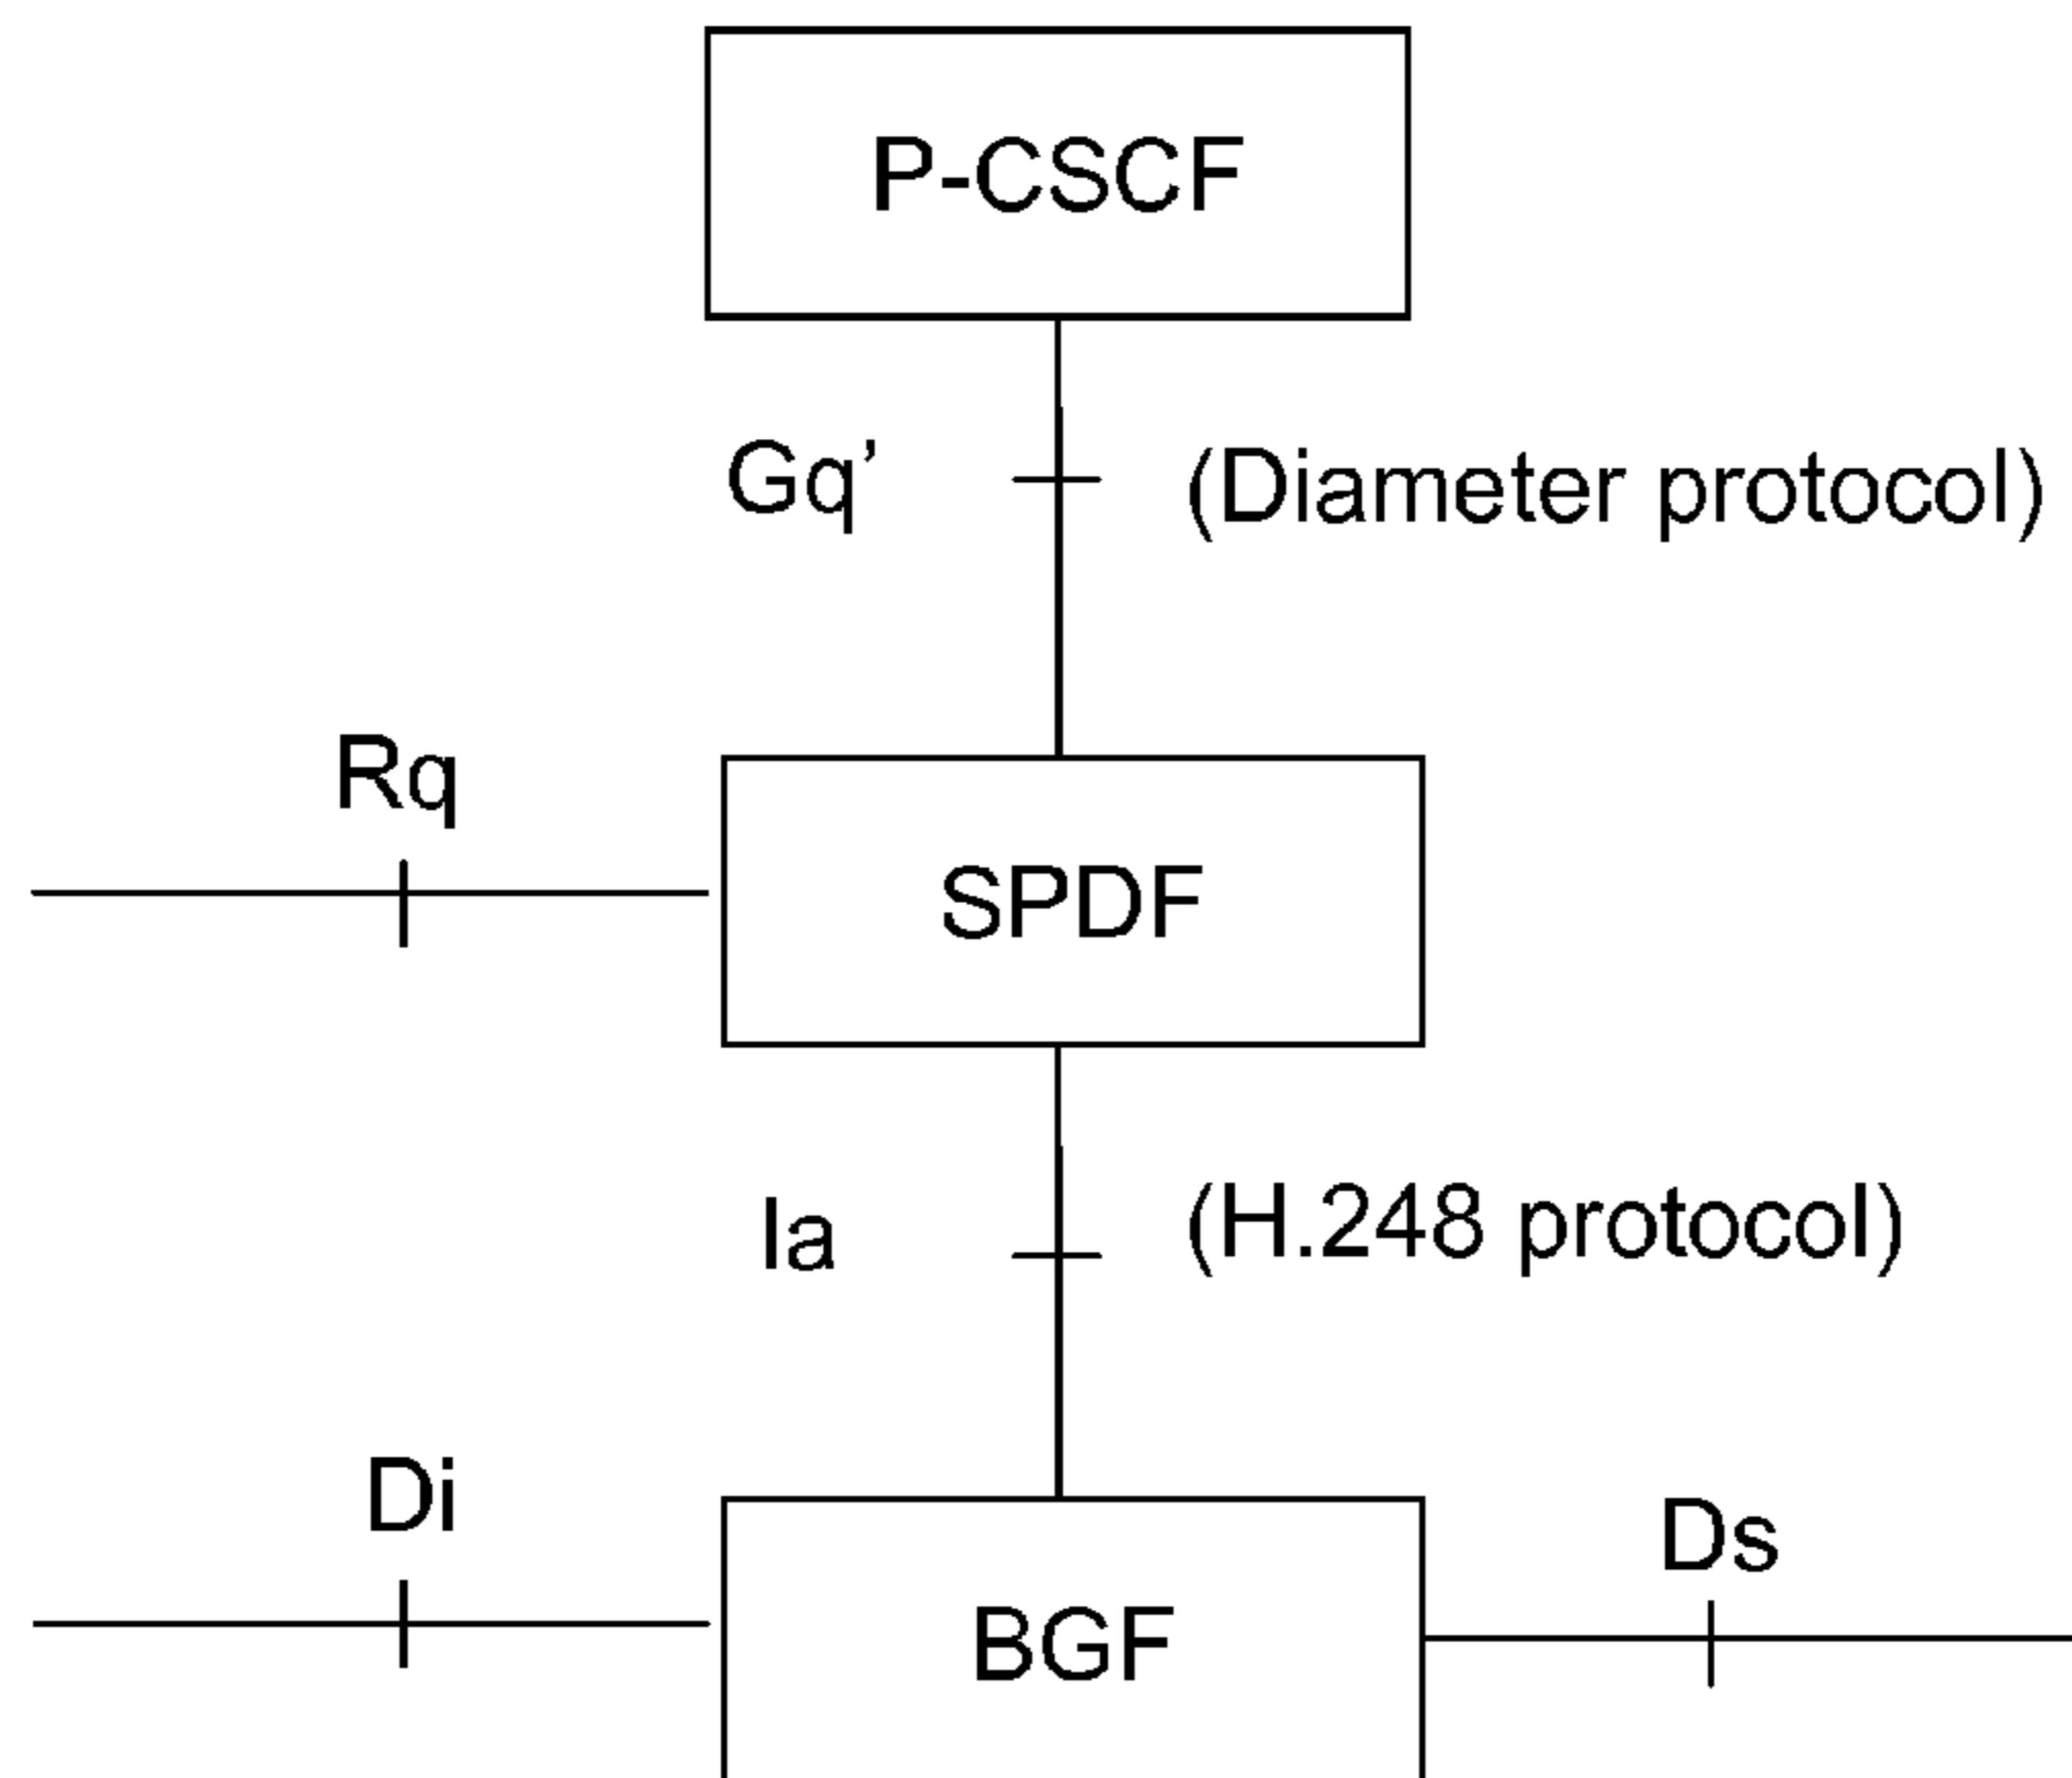 P-CSCF
Gq’ (Diameter protocol)
Rq
SPDF
Ia (H.248 protocol)
Di
Ds
BGF